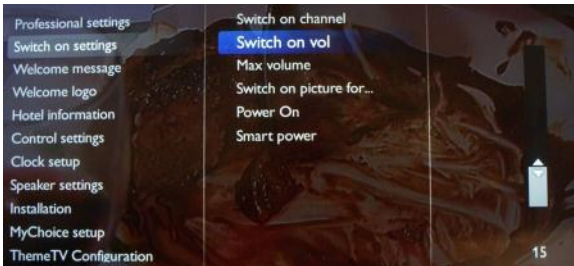 Professional settings
Switch on settings
Welcome message
Welcome logo
Hotel information
Control settings
Clock setup
Speaker settings
Installation
MyChoice setup
ThemeTV Configuration
Switch on channel
Switch on vol
Max volume
Switch on picture for...
Power On
Smart power
15